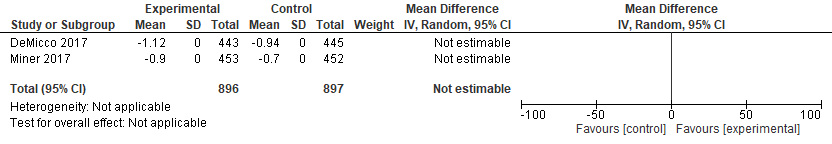 Experimental Control Mean Difference Mean Difference
Study or Subgroup Mean SD Total Mean SD Total Weight IV, Random, 95% CI IV, Random, 95% CI
DeMicco 2017 -1.12 0 443 -0.94 0 445 Not estimable
Miner 2017 -0.9 0 453 -0.7 0 452 Not estimable
Total (95% CI) 896 897 Not estimable
Heterogeneity: Not applicable
Test for overall effect: Not applicable
-100 -50 0 50 100
Favours [control] Favours [experimental]